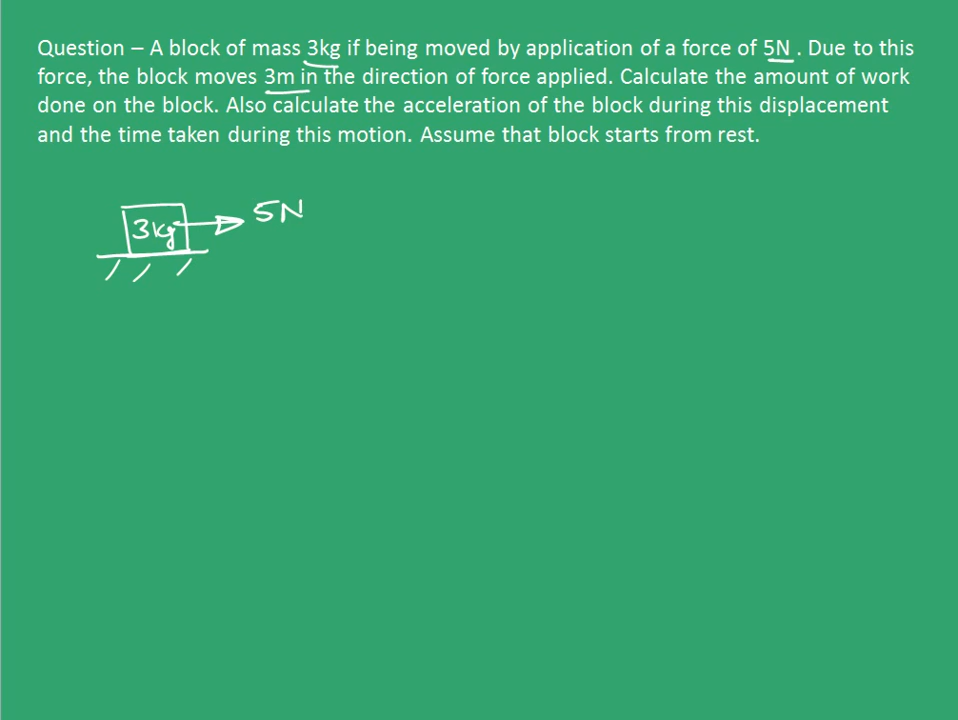 Question – A block of mass 3kg if being moved by application of a force of 5N . Due to this
force, the block moves 3m in the direction of force applied. Calculate the amount of work
done on the block. Also calculate the acceleration of the block during this displacement
and the time taken during this motion. Assume that block starts from rest.
3kg 5N